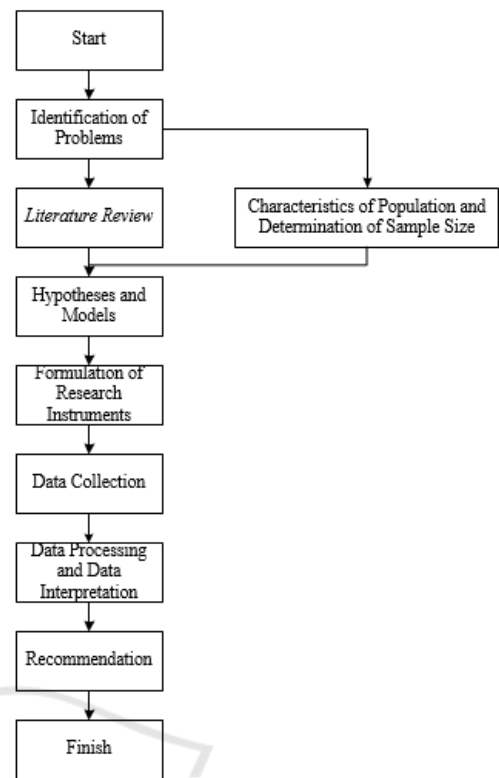 Start
Identification of
Problems
Literature Review
Characteristics of Population and
Determination of Sample Size
Hypotheses and
Models
Formulation of
Research
Instruments
Data Collection
Data Processing
and Data
Interpretation
Recommendation
Finish